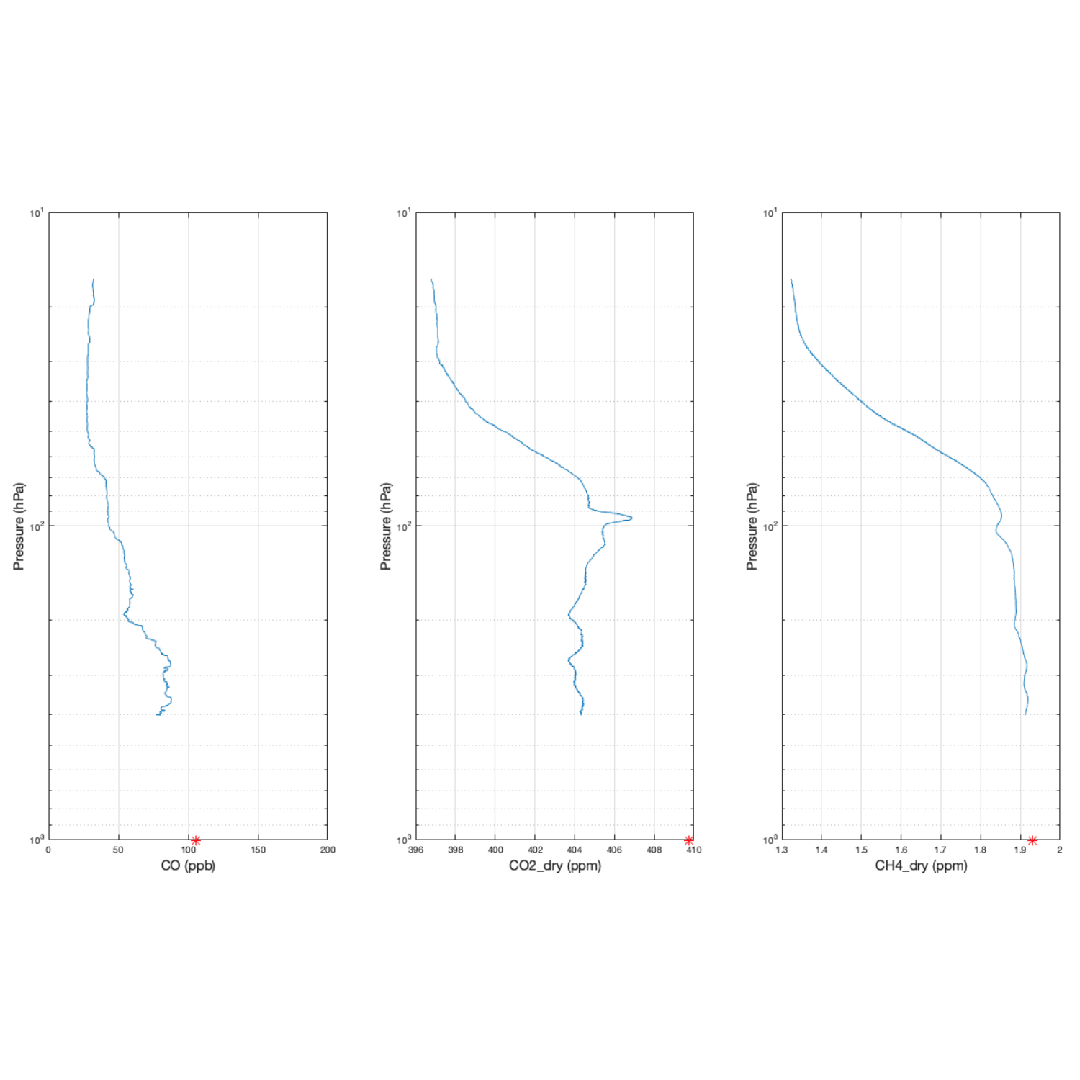 10¹
10²
10³
0 50 100 150 200
CO (ppb)
Pressure (hPa)
10¹
10²
10³
396 398 400 402 404 406 408 410
CO2_dry (ppm)
Pressure (hPa)
10¹
10²
10³
1.3 1.4 1.5 1.6 1.7 1.8 1.9 2
CH4_dry (ppm)
Pressure (hPa)